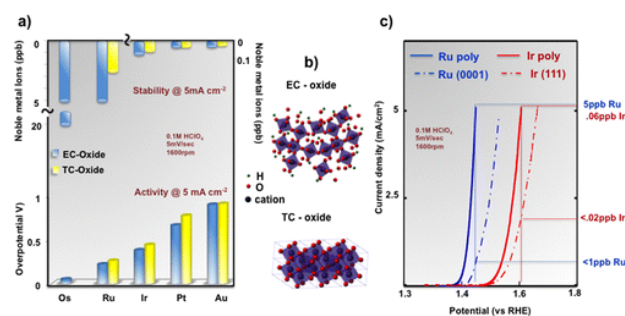 a)
0
5
20
Noble metal ions (ppb)
0
0.1
Noble metal ions (ppb)
Stability @ 5mA cm-2
0.1M HClO4
5mV/sec
1600rpm
EC-Oxide
TC-Oxide
Activity @ 5 mA cm-2
1
0.5
0
Overpotential V
Os
Ru
Ir
Pt
Au
b)
EC - oxide
H
O
cation
TC - oxide
c)
Ru poly
Ir poly
Ru (0001)
Ir (111)
5
2.5
Current density (mA/cm2)
0.1M HClO4
5mV/sec
1600rpm
5ppb Ru
.06ppb Ir
<.02ppb Ir
<1ppb Ru
1.3
1.4
1.6
1.8
Potential (vs RHE)